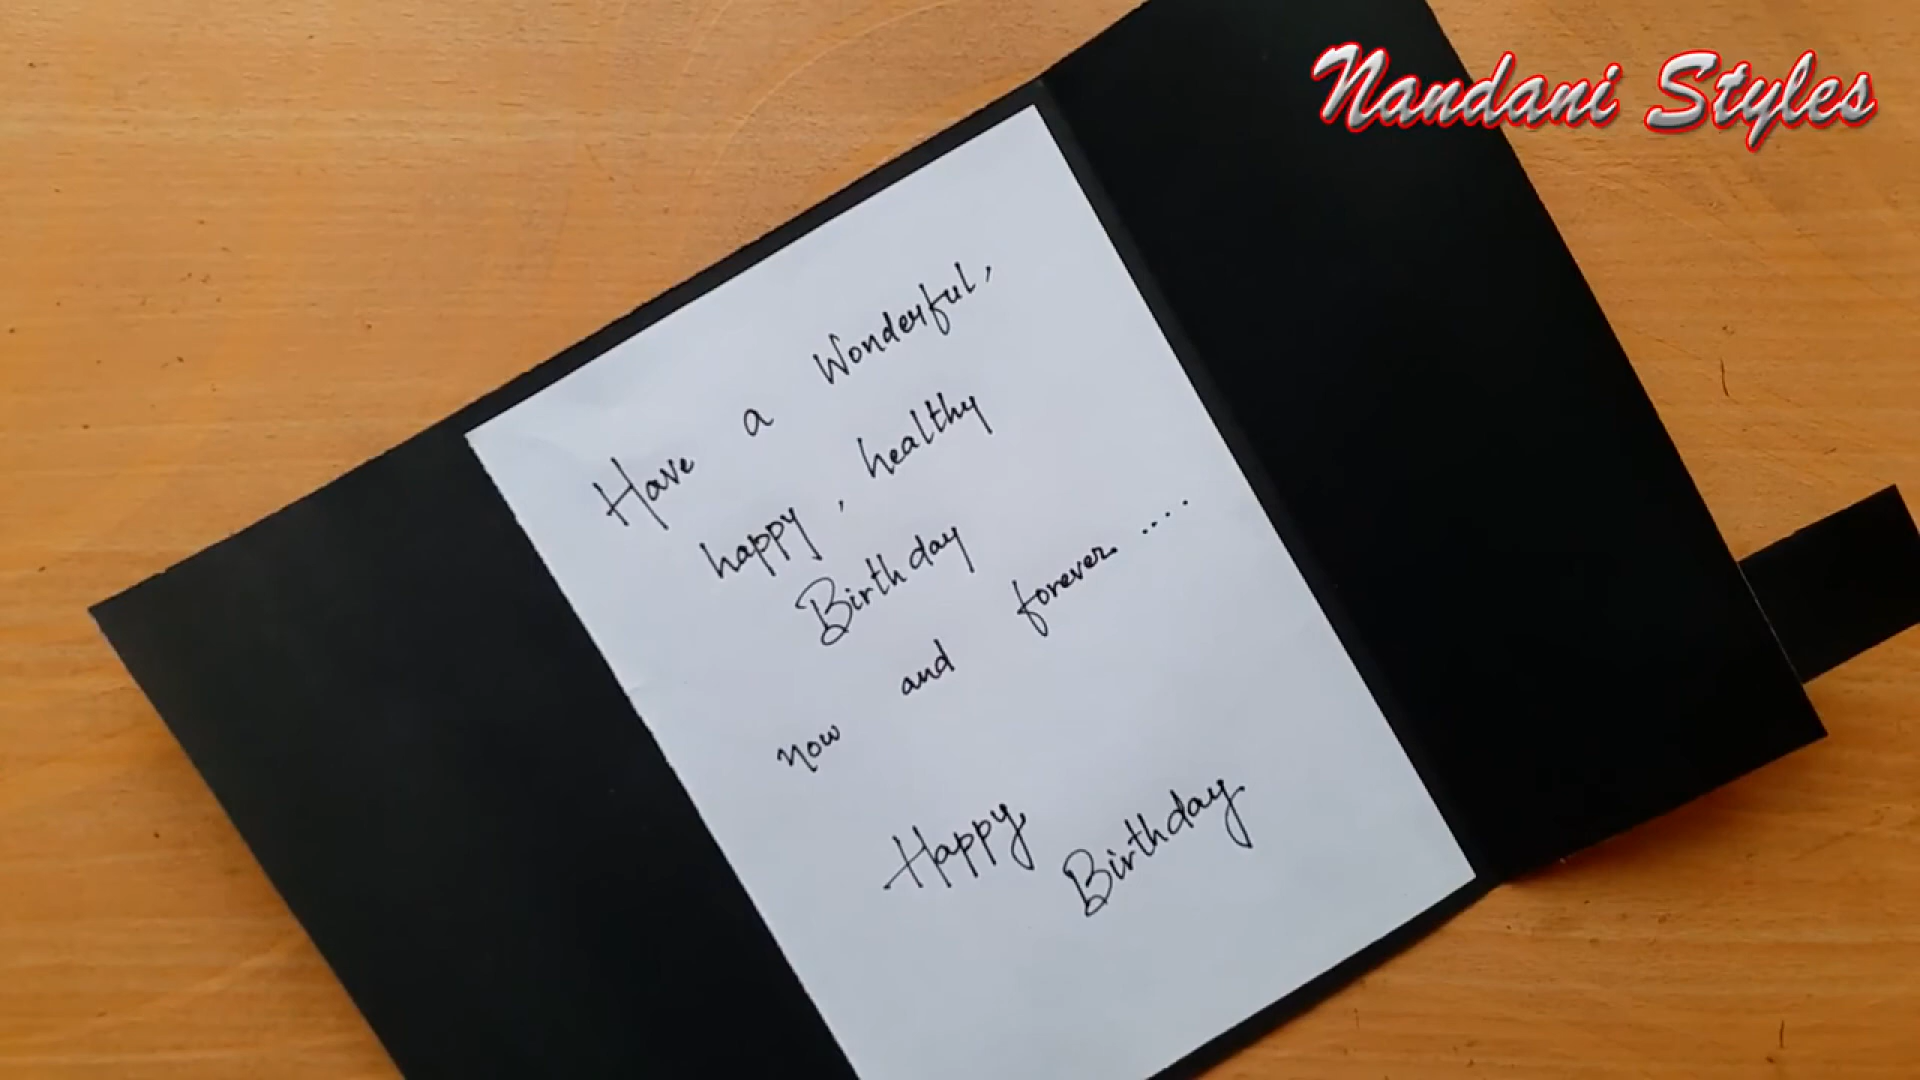 Nandani Styles
Have a Wonderful,
happy, healthy
Birthday
now and forever ....
Happy
Birthday